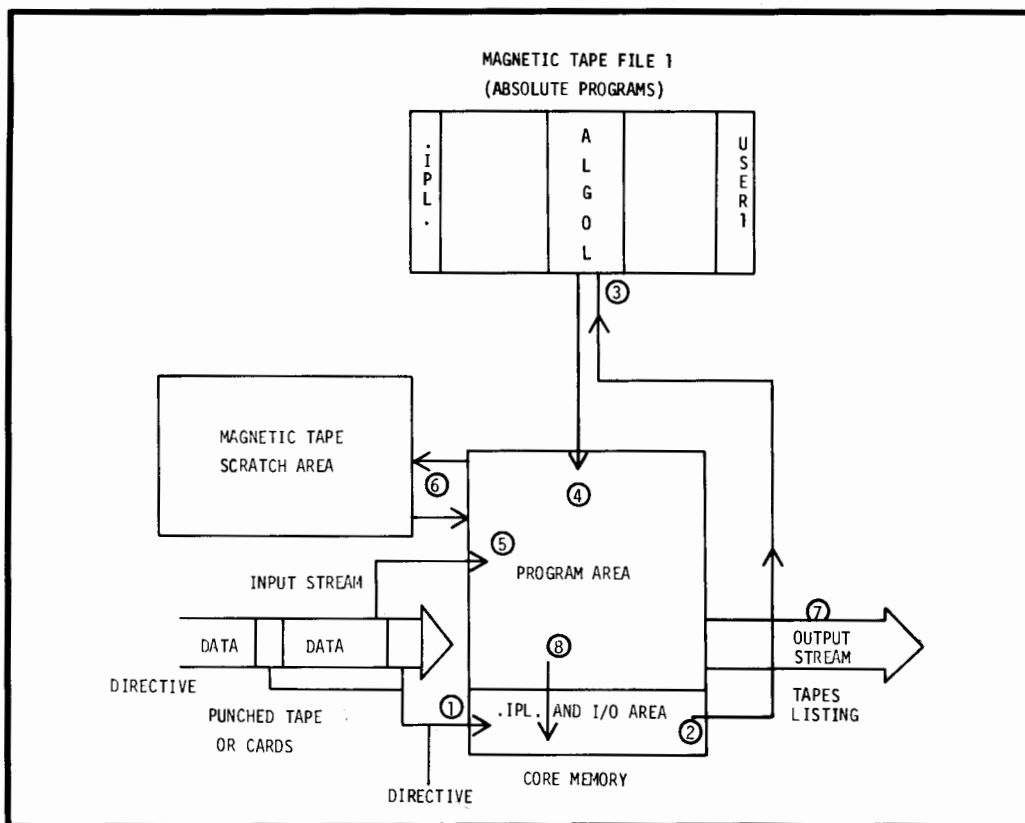 MAGNETIC TAPE FILE 1
(ABSOLUTE PROGRAMS)
.IPL.
ALGOL
USER1
③
MAGNETIC TAPE
SCRATCH AREA
⑥
④
⑤
PROGRAM AREA
INPUT STREAM
⑦
DATA
DATA
⑧
OUTPUT
STREAM
DIRECTIVE
PUNCHED TAPE
OR CARDS
①
.IPL. AND I/O AREA
②
TAPES
LISTING
CORE MEMORY
DIRECTIVE